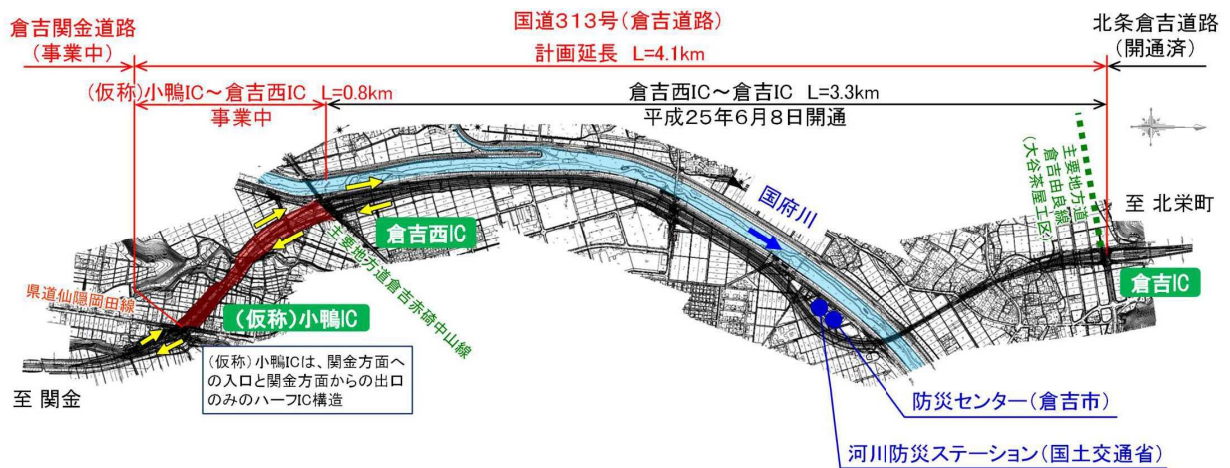 倉吉関金道路
(事業中)
国道313号(倉吉道路)
計画延長 L=4.1km
北条倉吉道路
(開通済)
(仮称)小鴨IC～倉吉西IC L=0.8km
事業中
倉吉西IC～倉吉IC L=3.3km
平成25年6月8日開通
主要地方道
倉吉由良線
(大谷茶屋工区)
至 北栄町
国府川
倉吉西IC
倉吉IC
主要地方道倉吉赤碕中山線
県道仙隠岡田線
(仮称)小鴨IC
(仮称)小鴨ICは、関金方面へ
の入口と関金方面からの出口
のみのハーフIC構造
至 関金
防災センター(倉吉市)
河川防災ステーション(国土交通省)